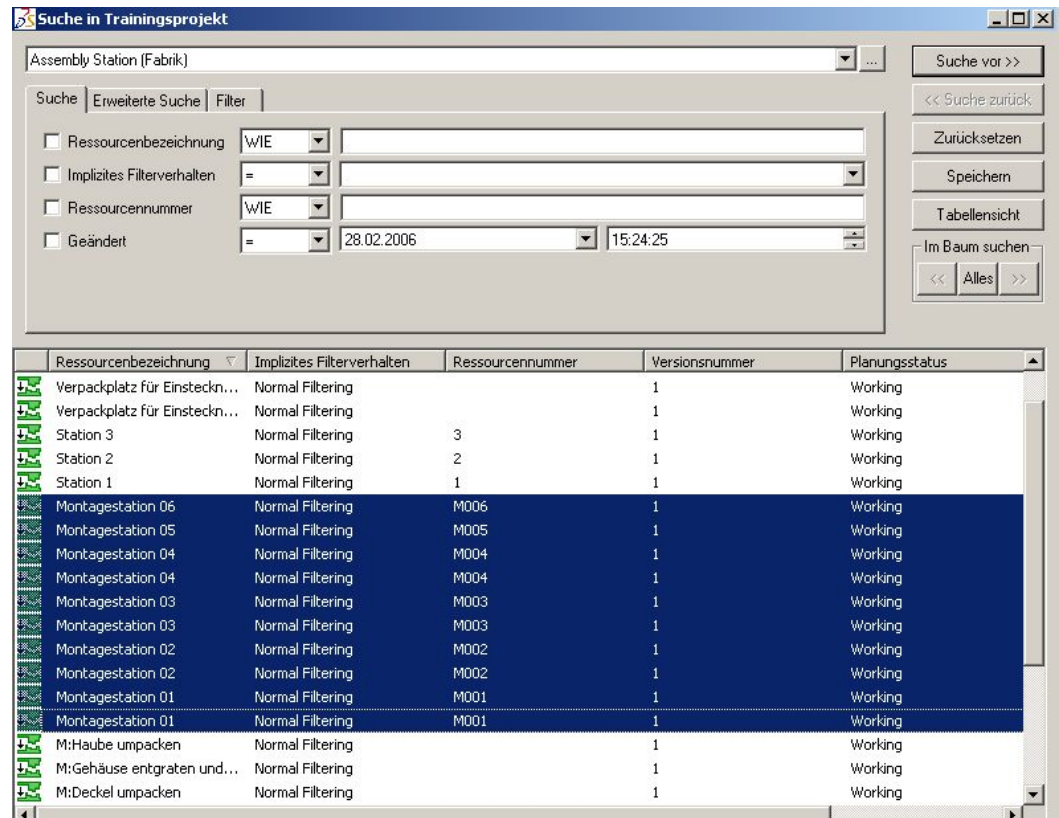 Suche in Trainingsprojekt
Assembly Station (Fabrik) ... Suche vor >>
Suche Erweiterte Suche Filter << Suche zurück
Ressourcenbezeichnung WIE Zurücksetzen
Implizites Filterverhalten = Speichern
Ressourcennummer WIE Tabellensicht
Geändert = 28.02.2006 15:24:25 Im Baum suchen
<< Alles >>
Ressourcenbezeichnung Implizites Filterverhalten Ressourcennummer Versionsnummer Planungsstatus
Verpackplatz für Einsteckn... Normal Filtering 1 Working
Verpackplatz für Einsteckn... Normal Filtering 1 Working
Station 3 Normal Filtering 3 1 Working
Station 2 Normal Filtering 2 1 Working
Station 1 Normal Filtering 1 1 Working
Montagestation 06 Normal Filtering M006 1 Working
Montagestation 05 Normal Filtering M005 1 Working
Montagestation 04 Normal Filtering M004 1 Working
Montagestation 04 Normal Filtering M004 1 Working
Montagestation 03 Normal Filtering M003 1 Working
Montagestation 03 Normal Filtering M003 1 Working
Montagestation 02 Normal Filtering M002 1 Working
Montagestation 02 Normal Filtering M002 1 Working
Montagestation 01 Normal Filtering M001 1 Working
Montagestation 01 Normal Filtering M001 1 Working
M:Haube umpacken Normal Filtering 1 Working
M:Gehäuse entgraten und... Normal Filtering 1 Working
M:Deckel umpacken Normal Filtering 1 Working